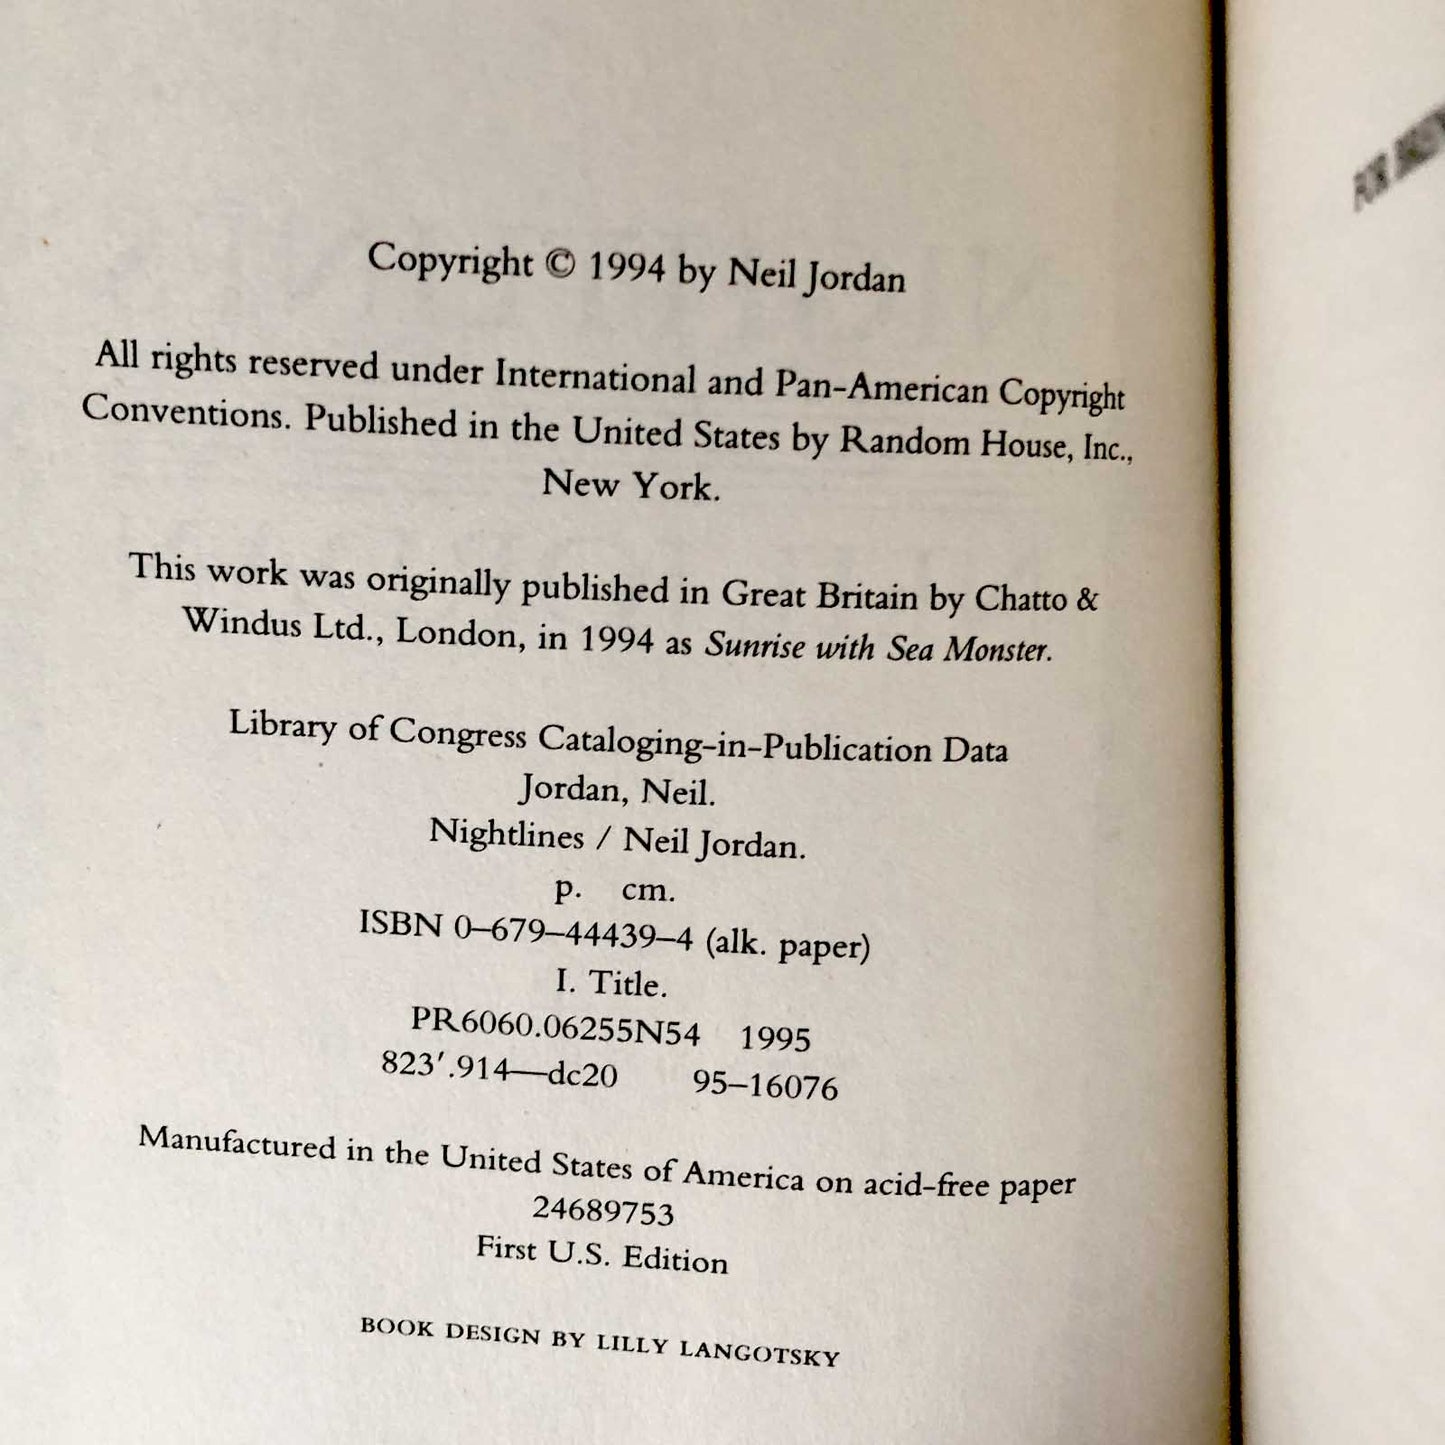 Copyright © 1994 by Neil Jordan
All rights reserved under International and Pan-American Copyright
Conventions. Published in the United States by Random House, Inc.,
New York.
This work was originally published in Great Britain by Chatto &
Windus Ltd., London, in 1994 as Sunrise with Sea Monster.
Library of Congress Cataloging-in-Publication Data
Jordan, Neil.
Nightlines / Neil Jordan.
p. cm.
ISBN 0–679–44439–4 (alk. paper)
I. Title.
PR6060.06255N54 1995
823′.914—dc20 95–16076
Manufactured in the United States of America on acid-free paper
24689753
First U.S. Edition
BOOK DESIGN BY LILLY LANGOTSKY
FOR